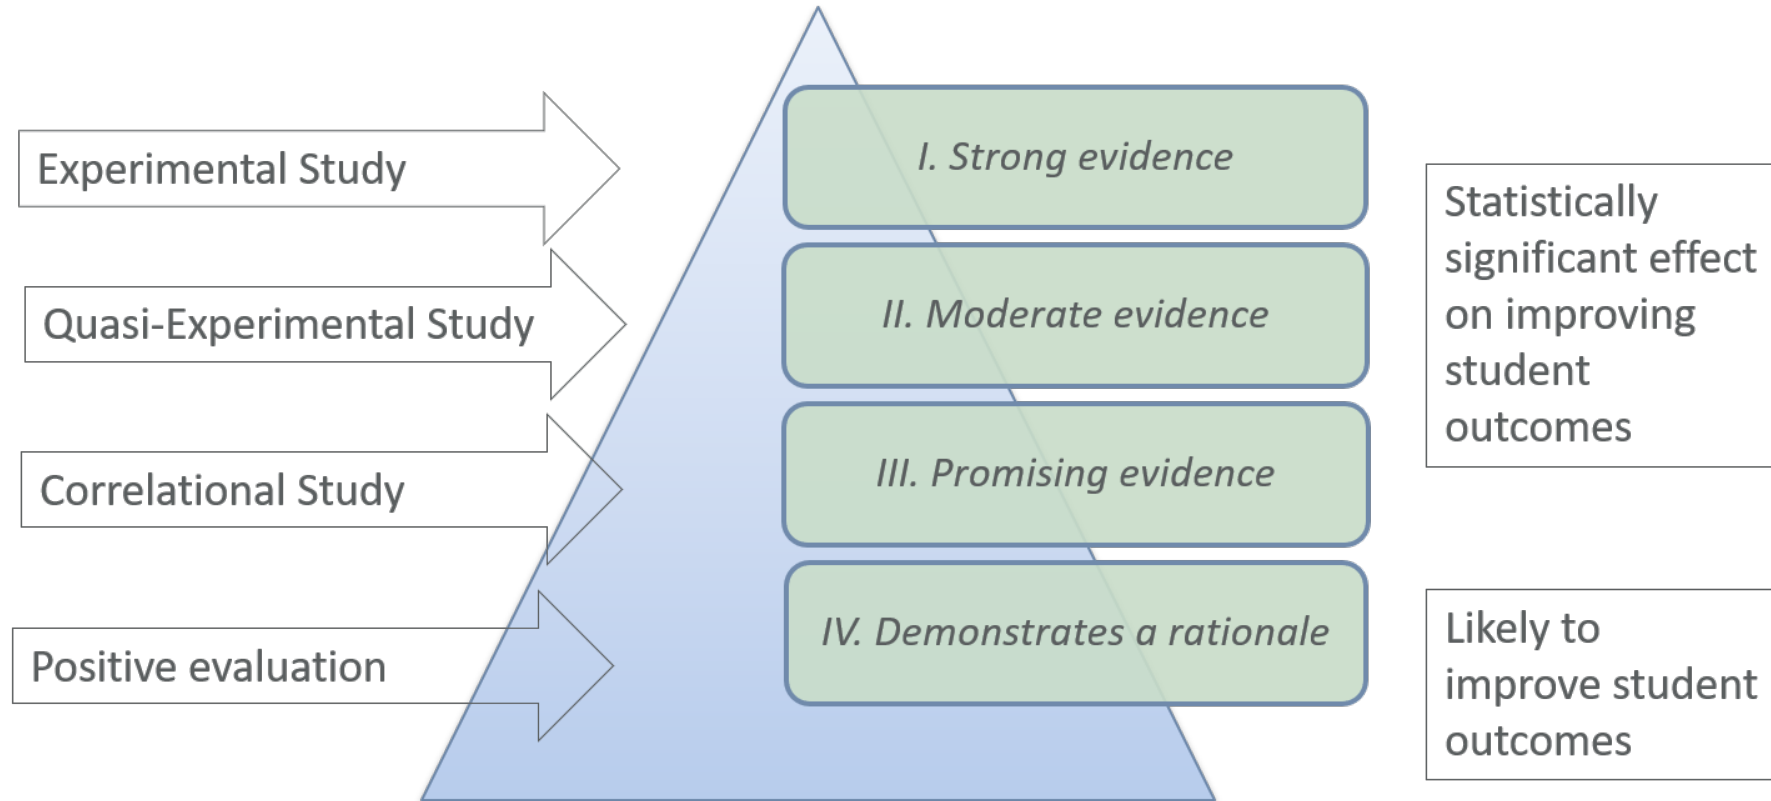 Experimental Study
I. Strong evidence
Quasi-Experimental Study
II. Moderate evidence
Correlational Study
III. Promising evidence
Positive evaluation
IV. Demonstrates a rationale
Statistically
significant effect
on improving
student
outcomes
Likely to
improve student
outcomes